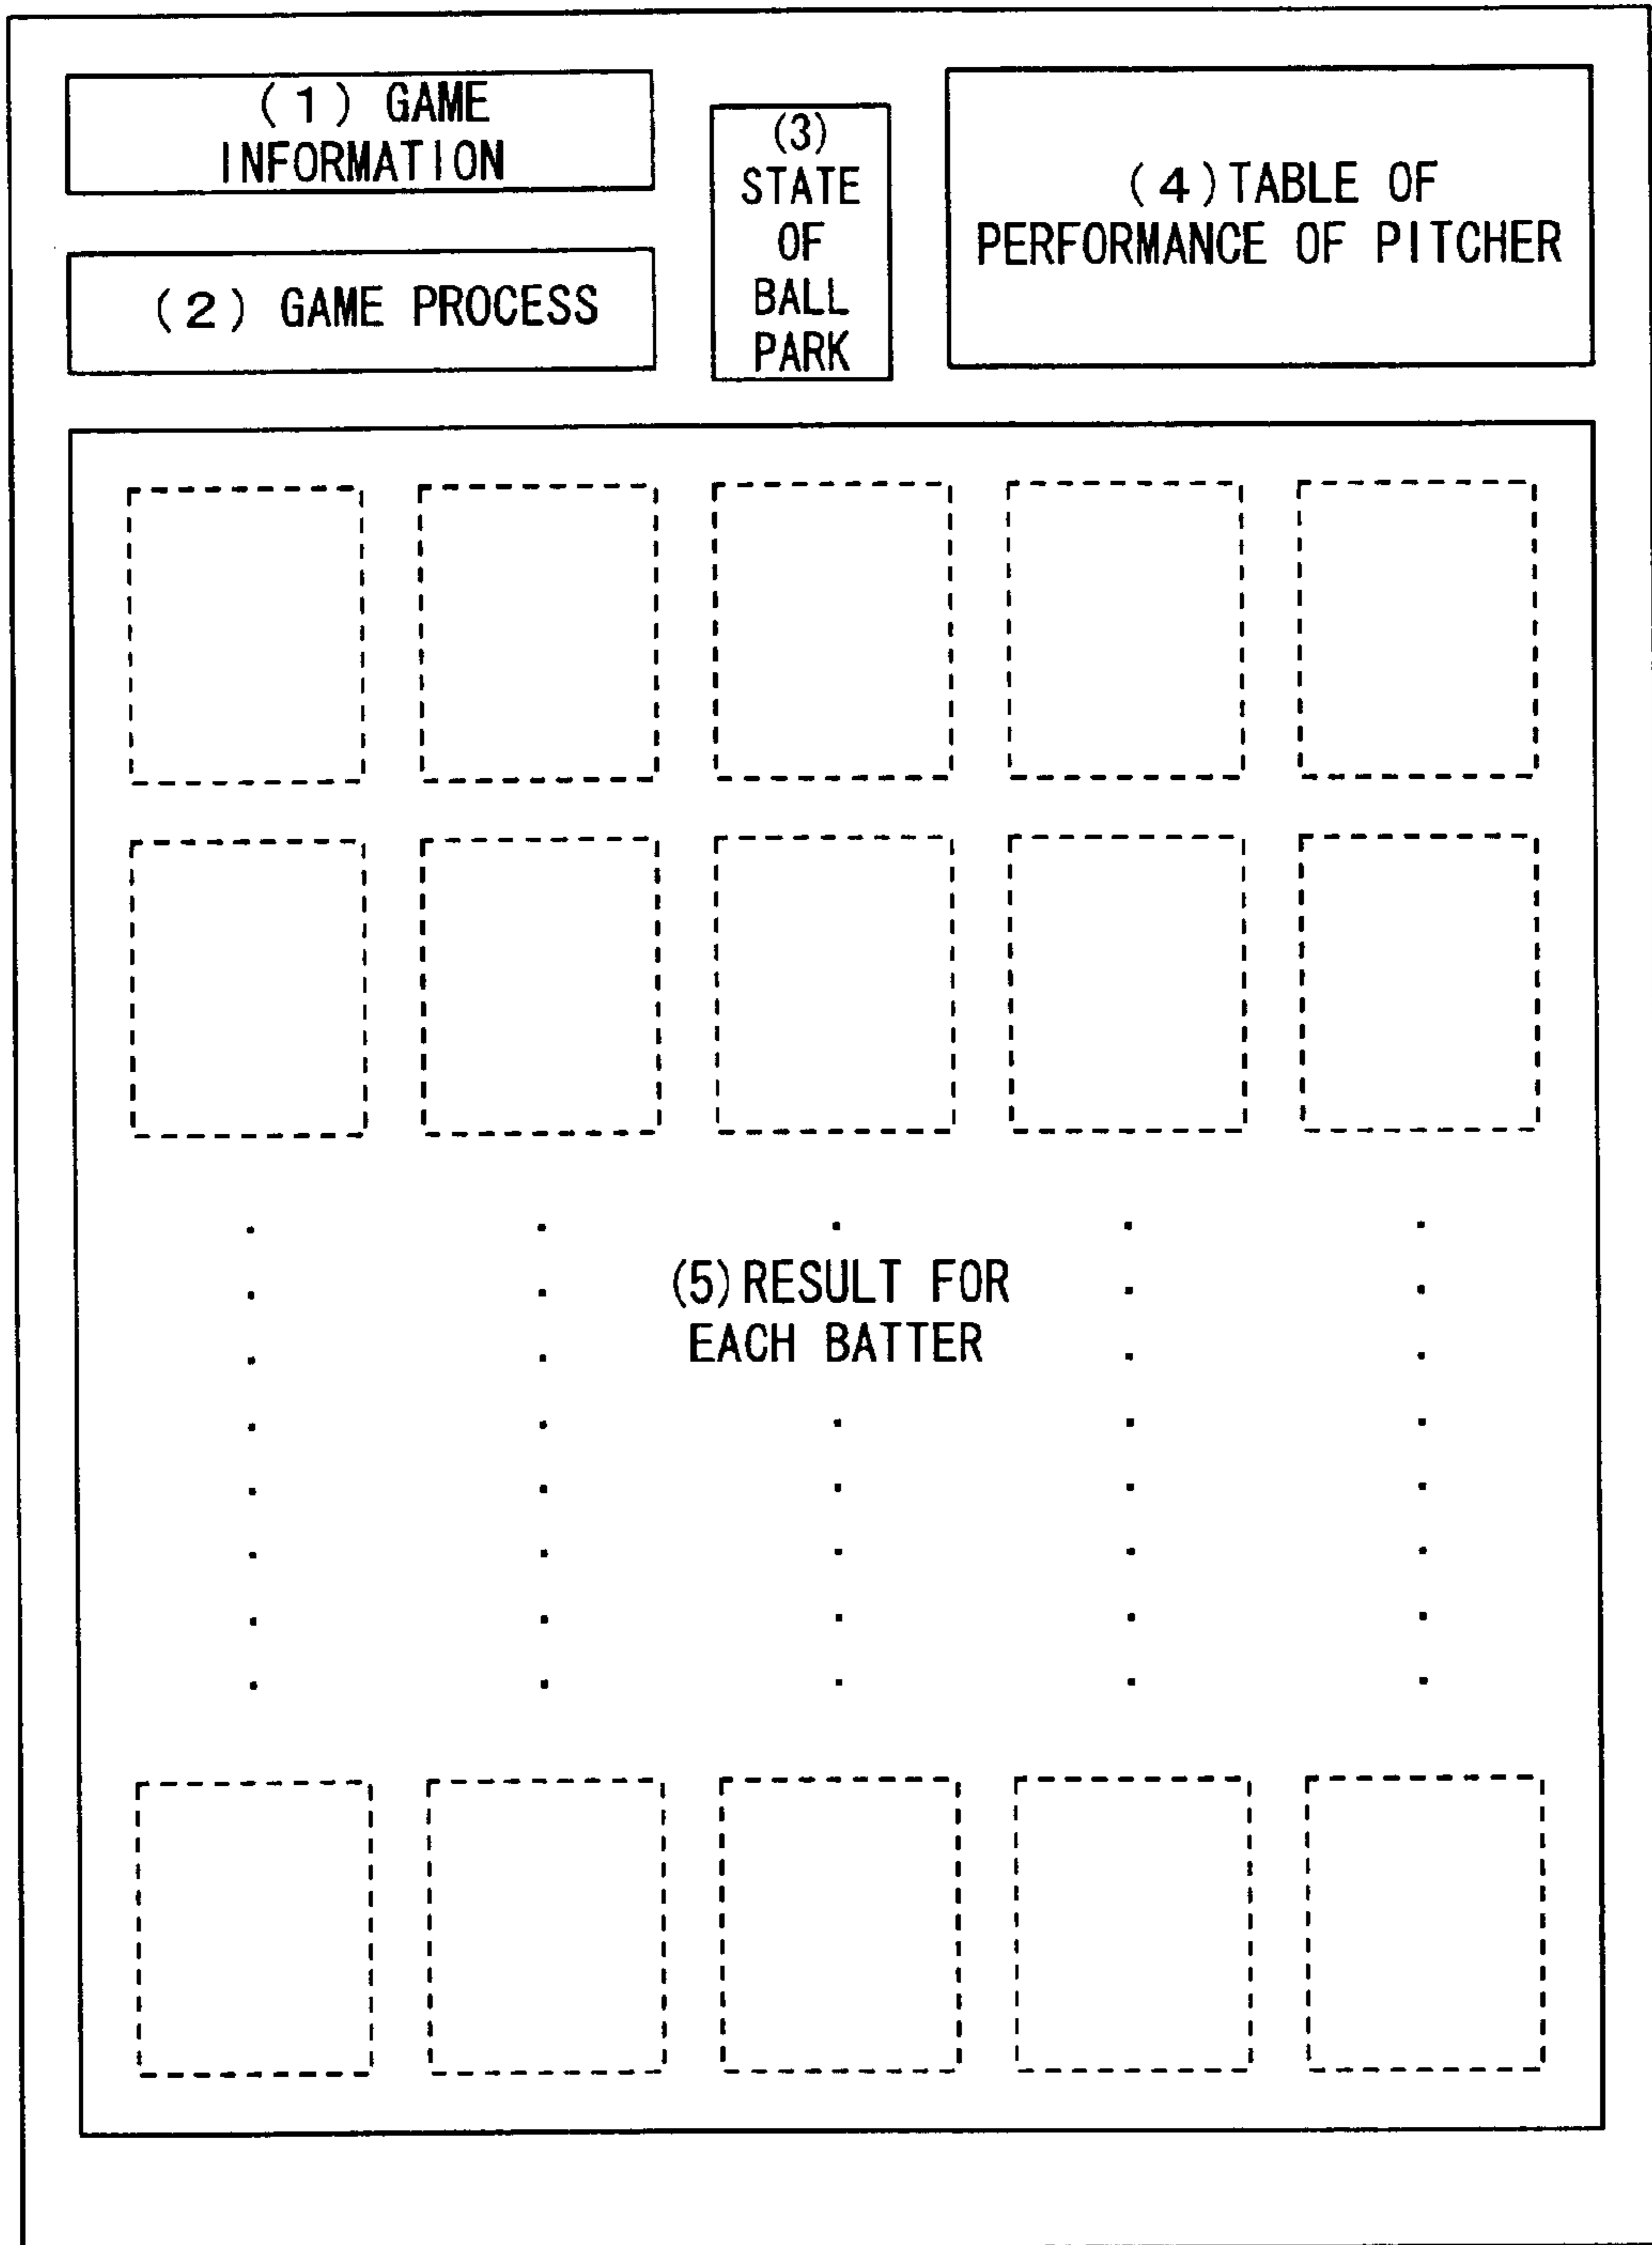 (1) GAME
INFORMATION
(2) GAME PROCESS
(3)
STATE
OF
BALL
PARK
(4)TABLE OF
PERFORMANCE OF PITCHER
(5)RESULT FOR
EACH BATTER